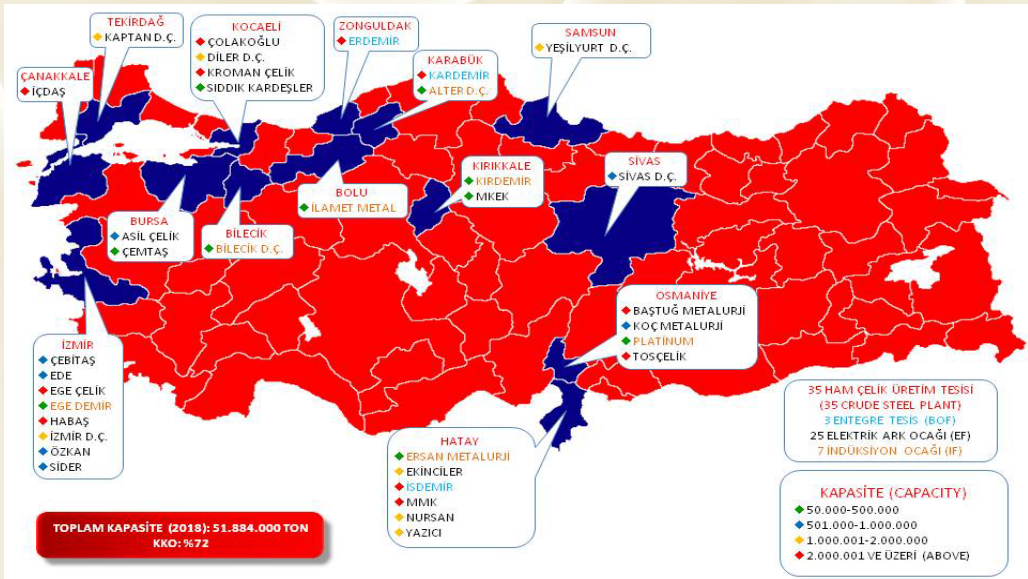 TEKİRDAĞ
KAPTAN D.Ç.
KOCAELİ
ÇOLAKOĞLU
DİLER D.Ç.
KROMAN ÇELİK
SIDDIK KARDEŞLER
ZONGULDAK
ERDEMİR
SAMSUN
YEŞİLYURT D.Ç.
KARABÜK
KARDEMİR
ALTER D.Ç.
ÇANAKKALE
İÇDAŞ
KIRIKKALE
KIRDEMİR
MKEK
SİVAS
SİVAS D.Ç.
BOLU
İLAMET METAL
BURSA
ASİL ÇELİK
ÇEMTAŞ
BİLECİK
BİLECİK D.Ç.
OSMANİYE
BAŞTUĞ METALURJİ
KOÇ METALURJİ
PLATİNUM
TOSÇELİK
İZMİR
ÇEBİTAŞ
EDE
EGE ÇELİK
EGE DEMİR
HABAŞ
İZMİR D.Ç.
ÖZKAN
SİDER
HATAY
ERSAN METALURJİ
EKİNCİLER
İSDEMİR
MMK
NURSAN
YAZICI
35 HAM ÇELİK ÜRETİM TESİSİ
(35 CRUDE STEEL PLANT)
3 ENTEGRE TESİS (BOF)
25 ELEKTRİK ARK OCAĞI (EF)
7 İNDÜKSİYON OCAĞI (IF)
KAPASİTE (CAPACITY)
50.000-500.000
501.000-1.000.000
1.000.001-2.000.000
2.000.001 VE ÜZERİ (ABOVE)
TOPLAM KAPASİTE (2018): 51.884.000 TON
KKO: %72